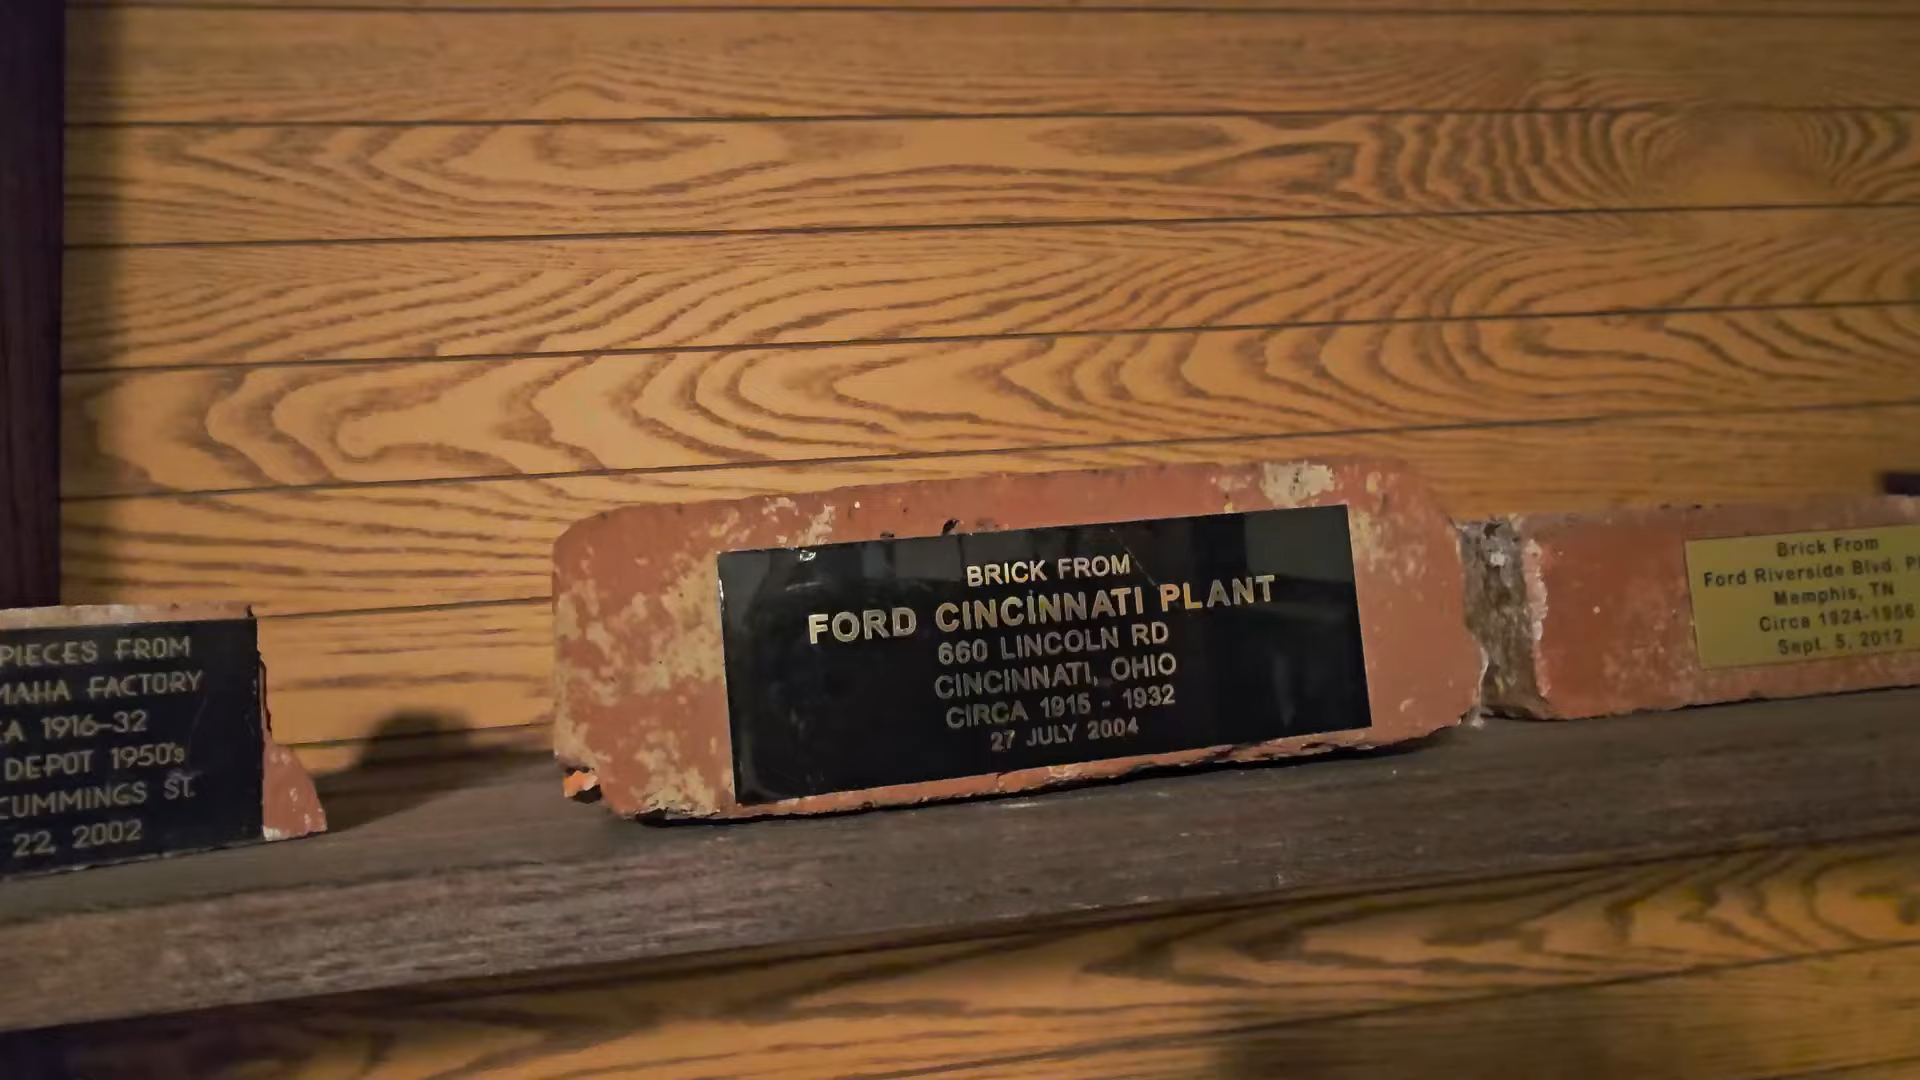 PIECES FROM
MAHA FACTORY
CA 1916-32
DEPOT 1950's
CUMMINGS ST.
22, 2002
BRICK FROM
FORD CINCINNATI PLANT
660 LINCOLN RD
CINCINNATI, OHIO
CIRCA 1915 - 1932
27 JULY 2004
Brick From
Ford Riverside Blvd.
Memphis, TN
Circa 1924-1956
Sept. 5, 2012